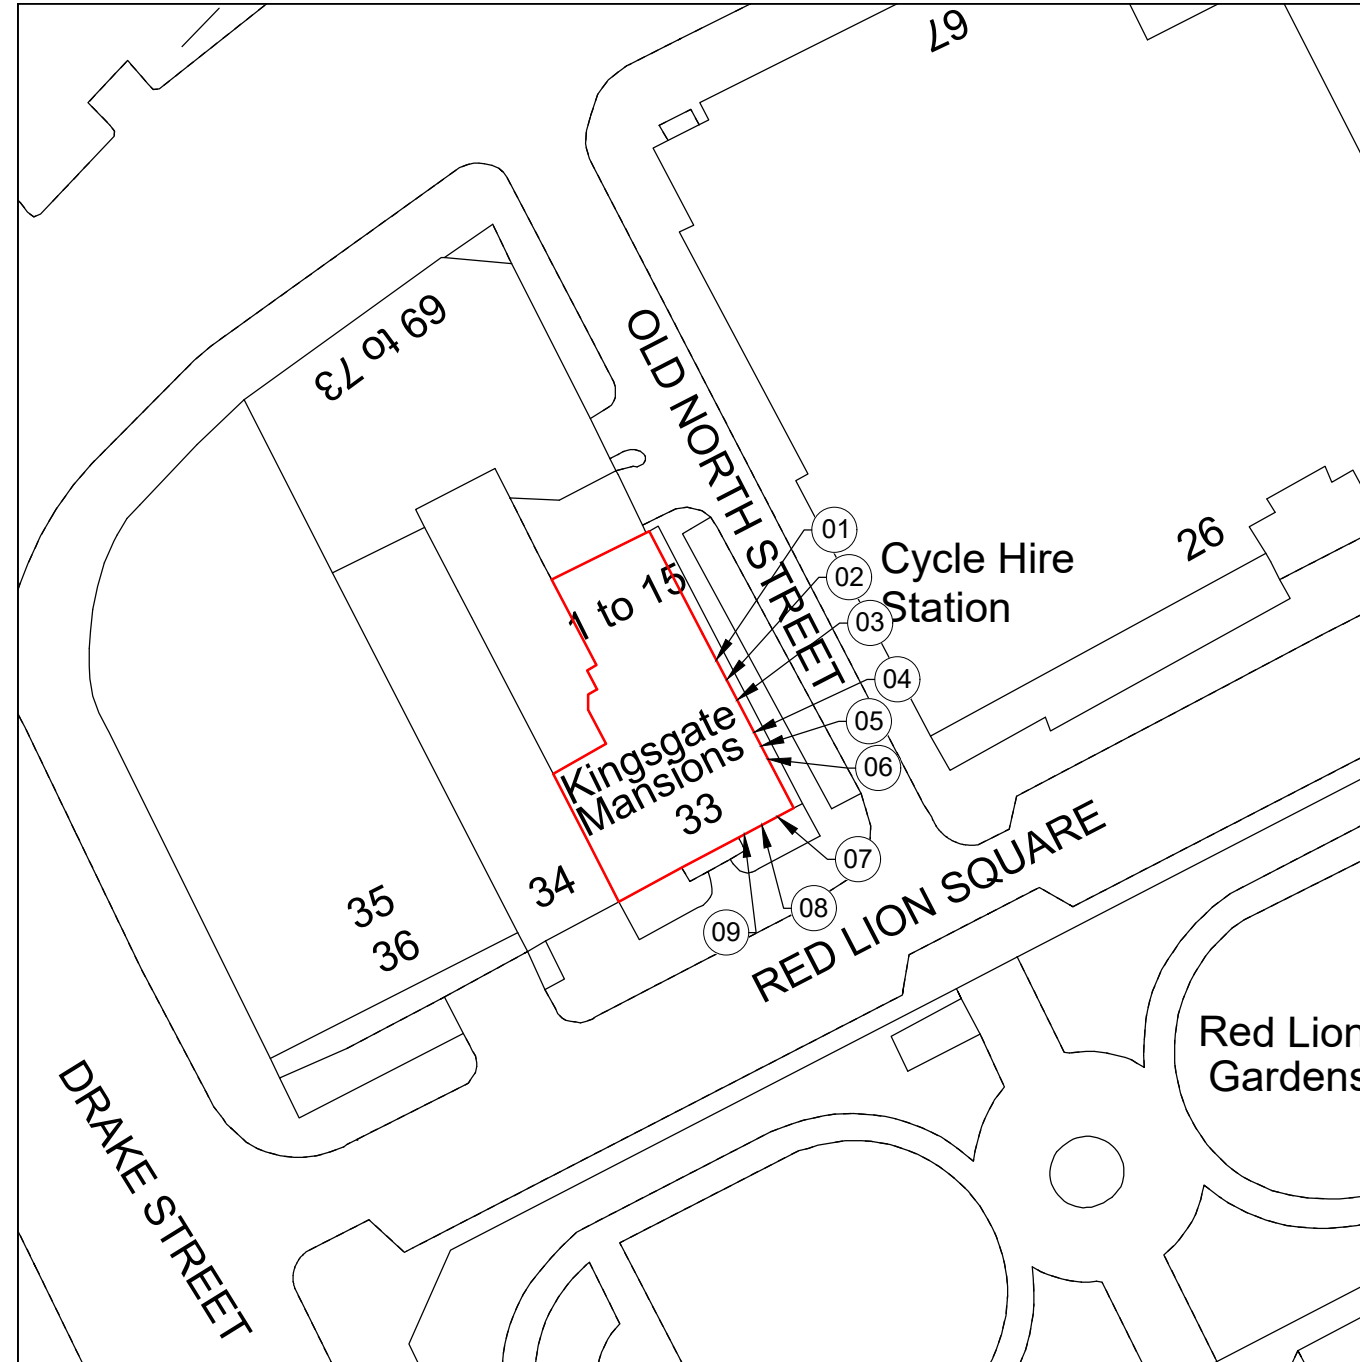 67
69 to 73
OLD NORTH STREET
01
Cycle Hire
Station
26
02
1 to 15
03
04
Kingsgate
Mansions
05
06
33
07
34
08
09
35
36
RED LION SQUARE
Red Lion
Gardens
DRAKE STREET